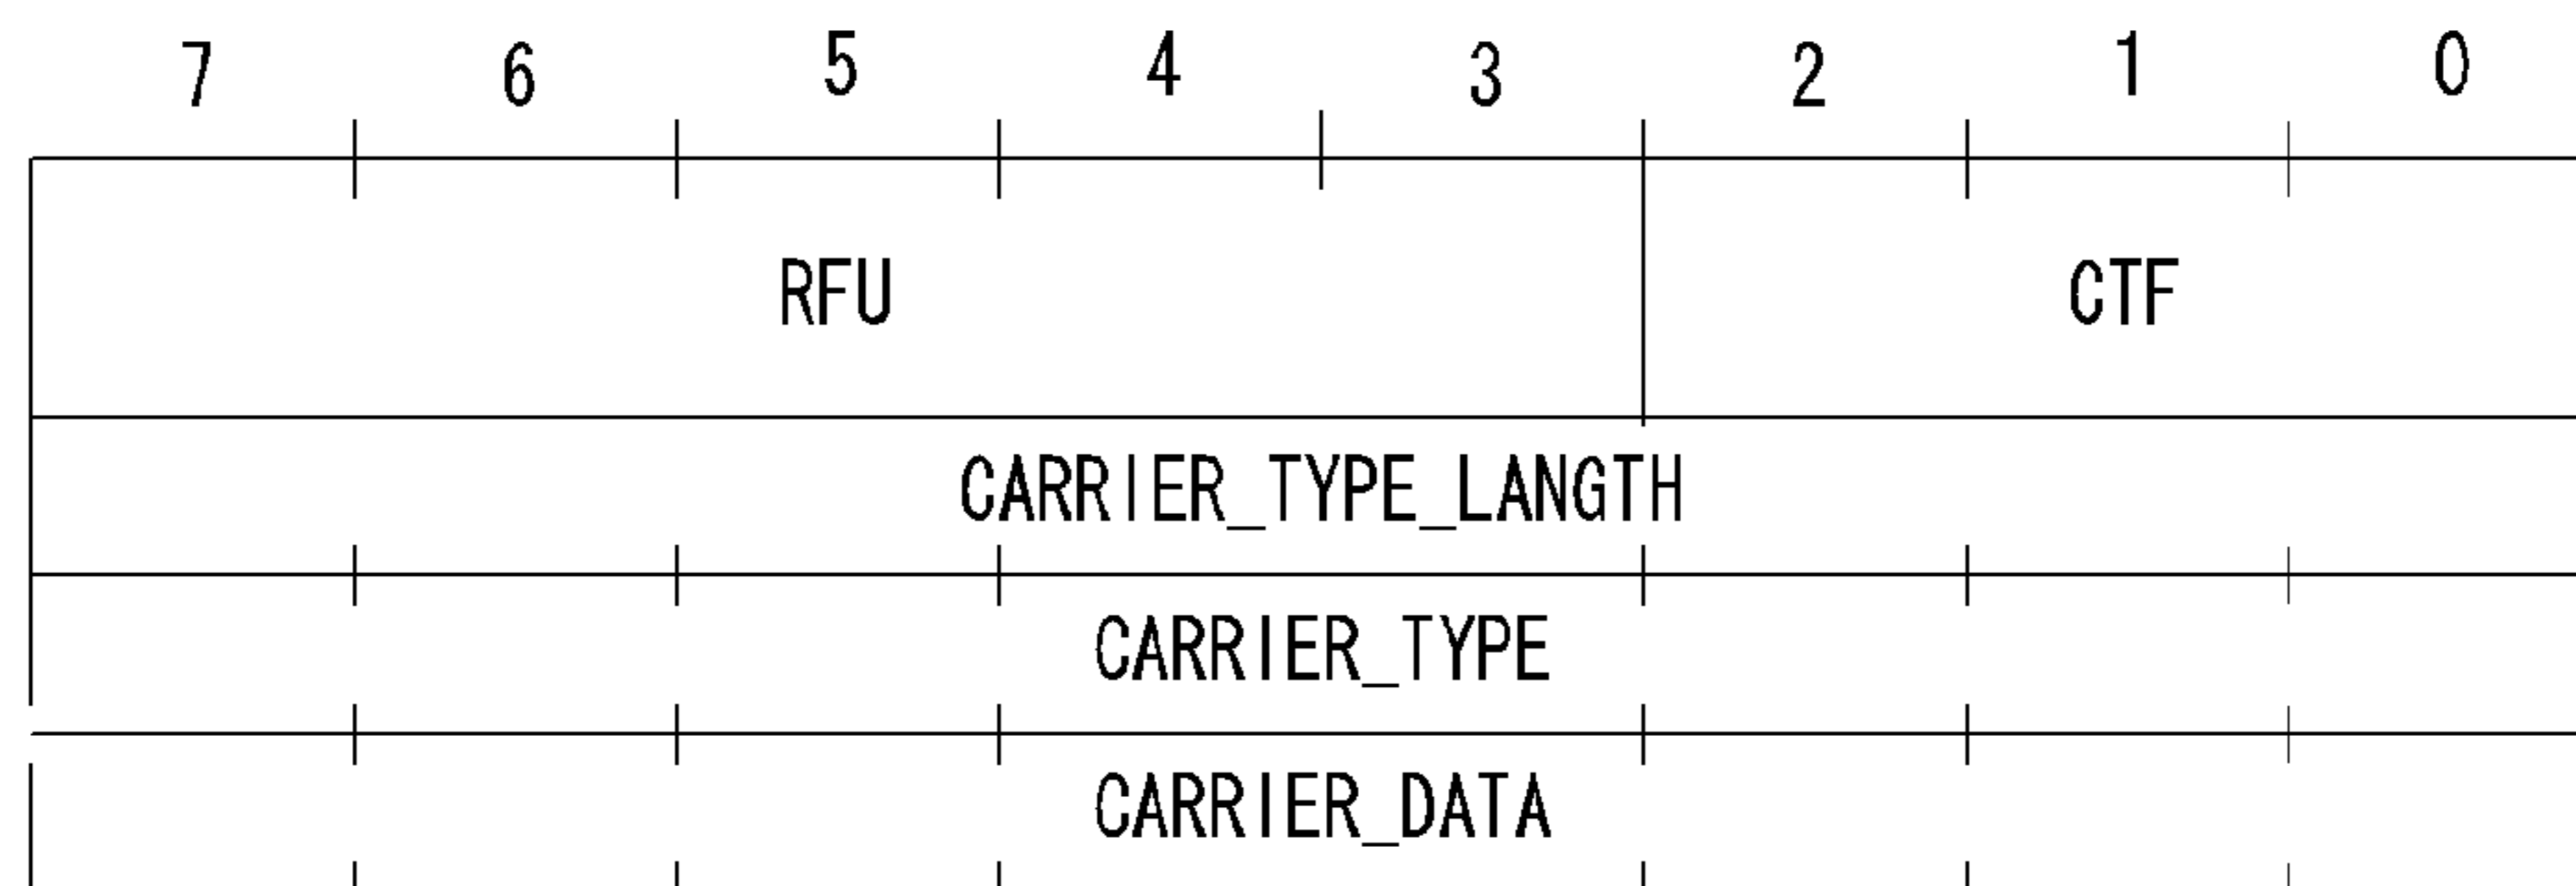 7 6 5 4 3 2 1 0
RFU CTF
CARRIER_TYPE_LANGTH
CARRIER_TYPE
CARRIER_DATA